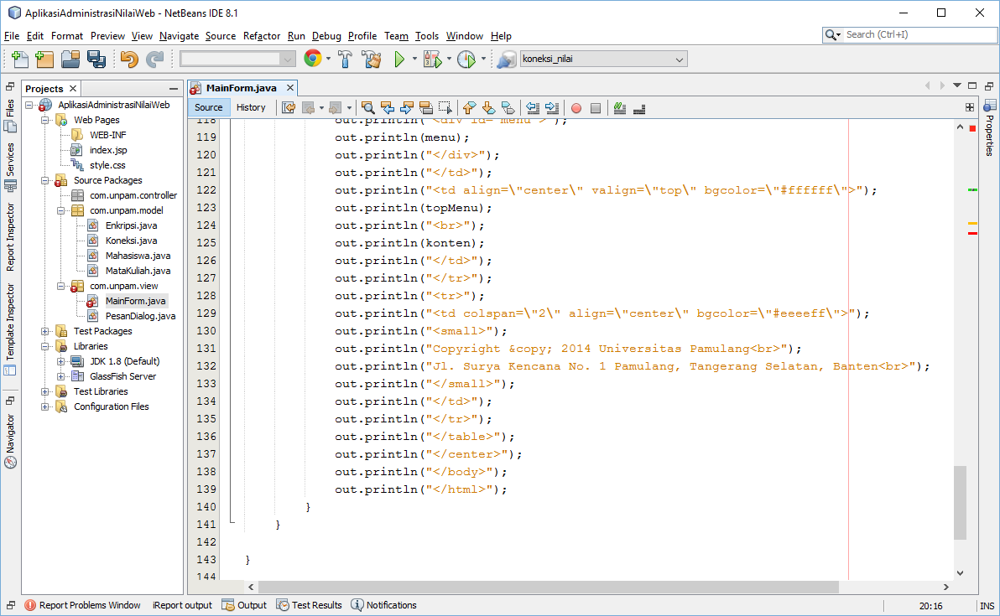 AplikasiAdministrasiNilaiWeb - NetBeans IDE 8.1
File Edit Format Preview View Navigate Source Refactor Run Debug Profile Team Tools Window Help
Search (Ctrl+I)
koneksi_nilai
Files
Services
Report Inspector
Template Inspector
Navigator
Projects
AplikasiAdministrasiNilaiWeb
Web Pages
WEB-INF
index.jsp
style.css
Source Packages
com.unpam.controller
com.unpam.model
Enkripsi.java
Koneksi.java
Mahasiswa.java
MataKuliah.java
com.unpam.view
MainForm.java
PesanDialog.java
Test Packages
Libraries
JDK 1.8 (Default)
GlassFish Server
Test Libraries
Configuration Files
MainForm.java
Source History
118 out.println("<div id='menu'>");
119 out.println(menu);
120 out.println("</div>");
121 out.println("</td>");
122 out.println("<td align=\"center\" valign=\"top\" bgcolor=\"#ffffff\">");
123 out.println(topMenu);
124 out.println("<br>");
125 out.println(konten);
126 out.println("</td>");
127 out.println("</tr>");
128 out.println("<tr>");
129 out.println("<td colspan=\"2\" align=\"center\" bgcolor=\"#eeeeff\">");
130 out.println("<small>");
131 out.println("Copyright &copy; 2014 Universitas Pamulang<br>");
132 out.println("Jl. Surya Kencana No. 1 Pamulang, Tangerang Selatan, Banten<br>");
133 out.println("</small>");
134 out.println("</td>");
135 out.println("</tr>");
136 out.println("</table>");
137 out.println("</center>");
138 out.println("</body>");
139 out.println("</html>");
140 }
141 }
142
143 }
144
Properties
Report Problems Window iReport output Output Test Results Notifications
20:16 INS